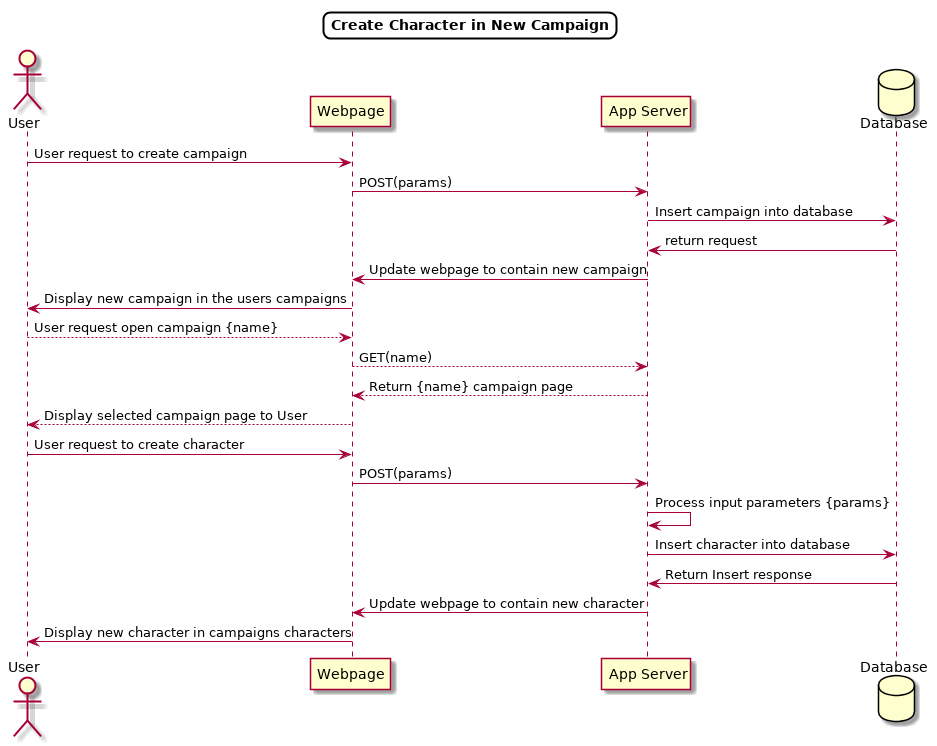 Create Character in New Campaign
User
Webpage
App Server
Database
User request to create campaign
POST(params)
Insert campaign into database
return request
Update webpage to contain new campaign
Display new campaign in the users campaigns
User request open campaign {name}
GET(name)
Return {name} campaign page
Display selected campaign page to User
User request to create character
POST(params)
Process input parameters {params}
Insert character into database
Return Insert response
Update webpage to contain new character
Display new character in campaigns characters
User
Webpage
App Server
Database